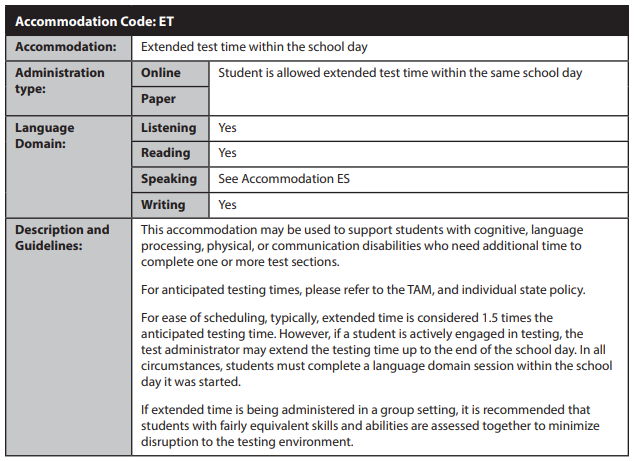 Accommodation Code: ET
Accommodation: Extended test time within the school day
Administration type: Online Student is allowed extended test time within the same school day
Paper
Language Domain: Listening Yes
Reading Yes
Speaking See Accommodation ES
Writing Yes
Description and Guidelines:
This accommodation may be used to support students with cognitive, language
processing, physical, or communication disabilities who need additional time to
complete one or more test sections.
For anticipated testing times, please refer to the TAM, and individual state policy.
For ease of scheduling, typically, extended time is considered 1.5 times the
anticipated testing time. However, if a student is actively engaged in testing, the
test administrator may extend the testing time up to the end of the school day. In all
circumstances, students must complete a language domain session within the school
day it was started.
If extended time is being administered in a group setting, it is recommended that
students with fairly equivalent skills and abilities are assessed together to minimize
disruption to the testing environment.